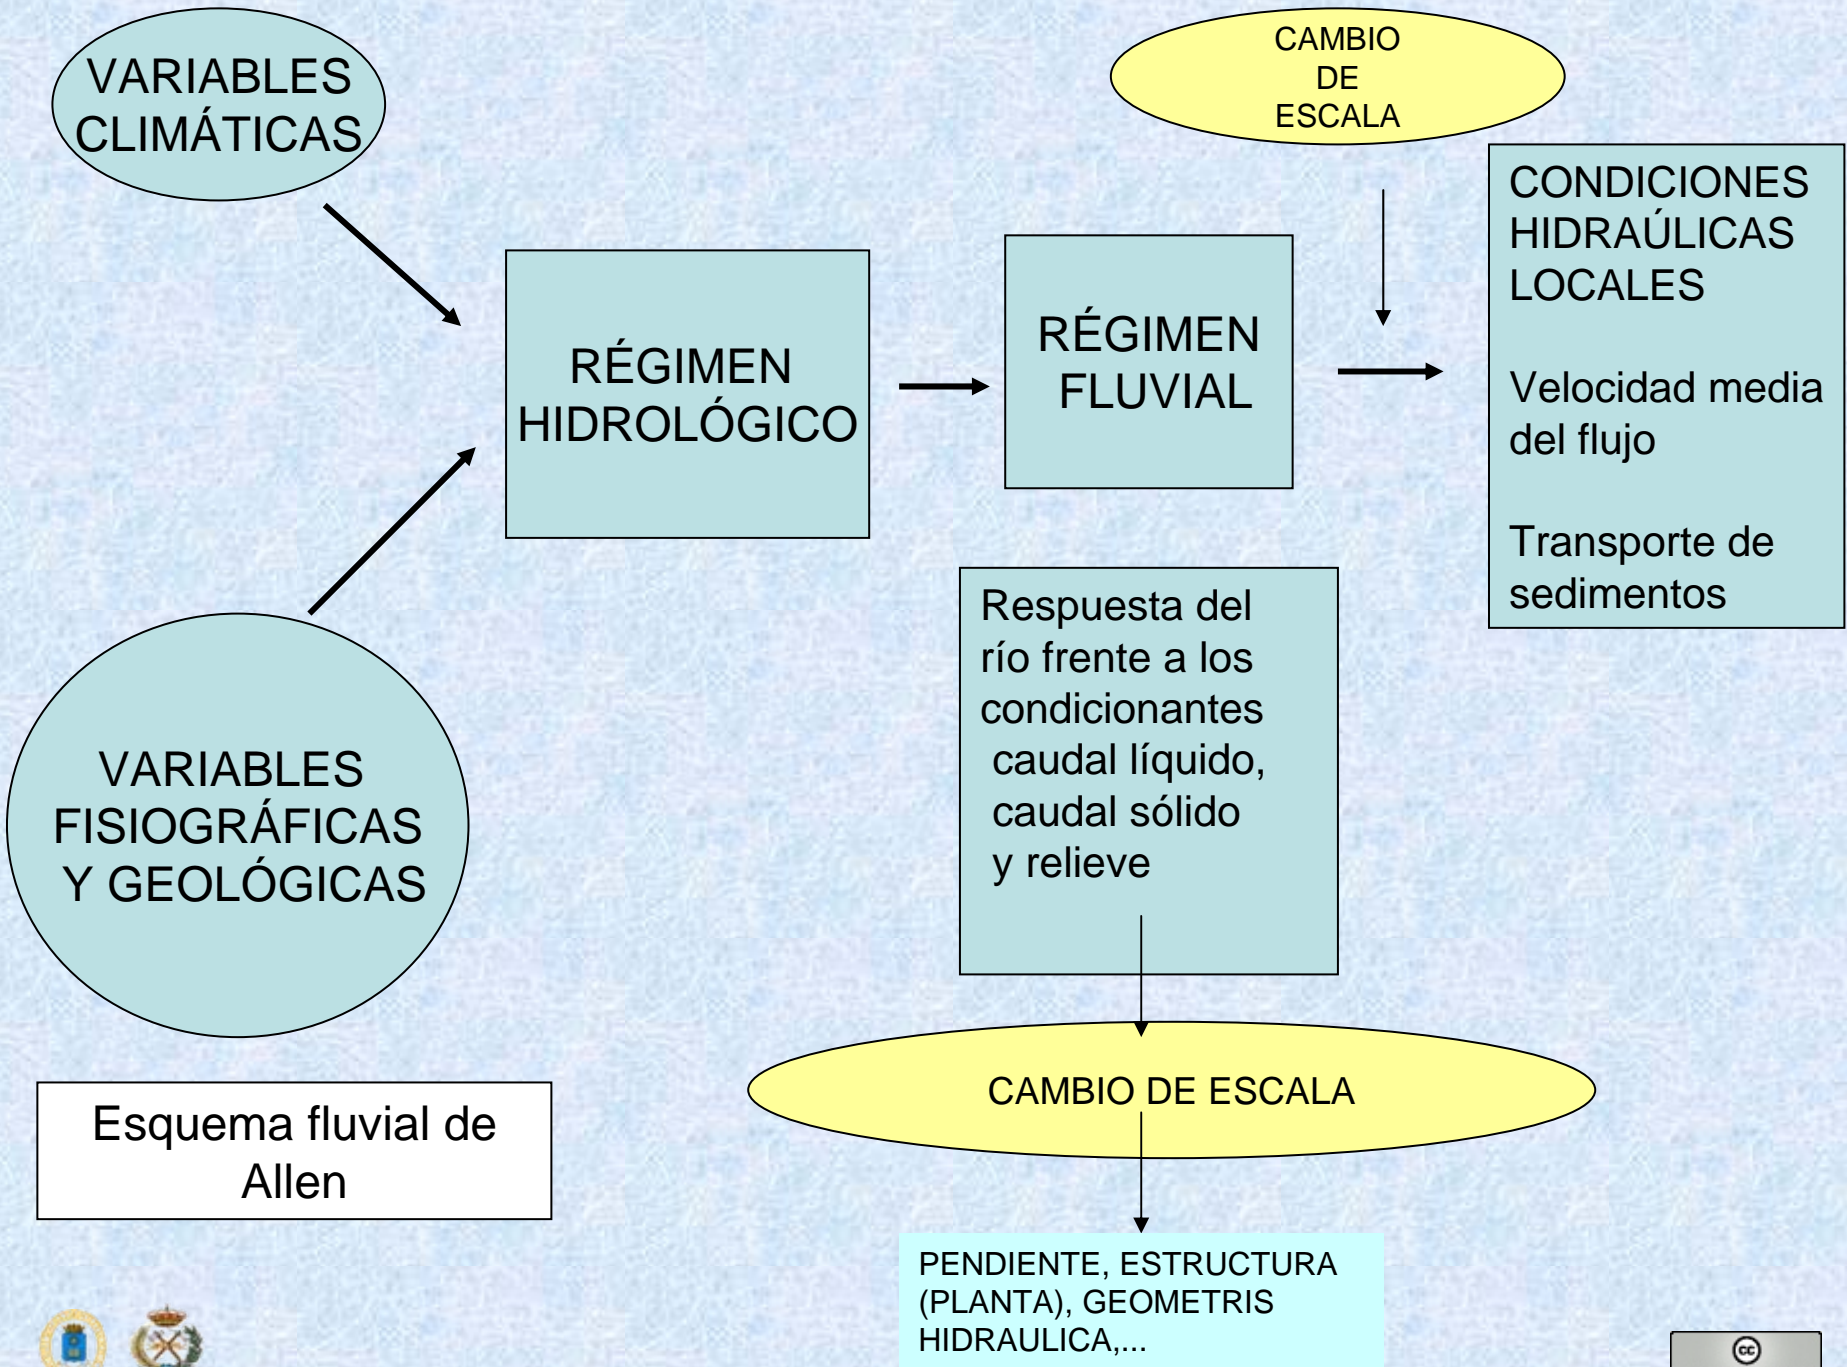 VARIABLES
CLIMÁTICAS
CAMBIO
DE
ESCALA
CONDICIONES
HIDRAÚLICAS
LOCALES
Velocidad media
del flujo
Transporte de
sedimentos
RÉGIMEN
HIDROLÓGICO
RÉGIMEN
FLUVIAL
Respuesta del
río frente a los
condicionantes
caudal líquido,
caudal sólido
y relieve
VARIABLES
FISIOGRÁFICAS
Y GEOLÓGICAS
CAMBIO DE ESCALA
Esquema fluvial de
Allen
PENDIENTE, ESTRUCTURA
(PLANTA), GEOMETRIS
HIDRAULICA,...
cc